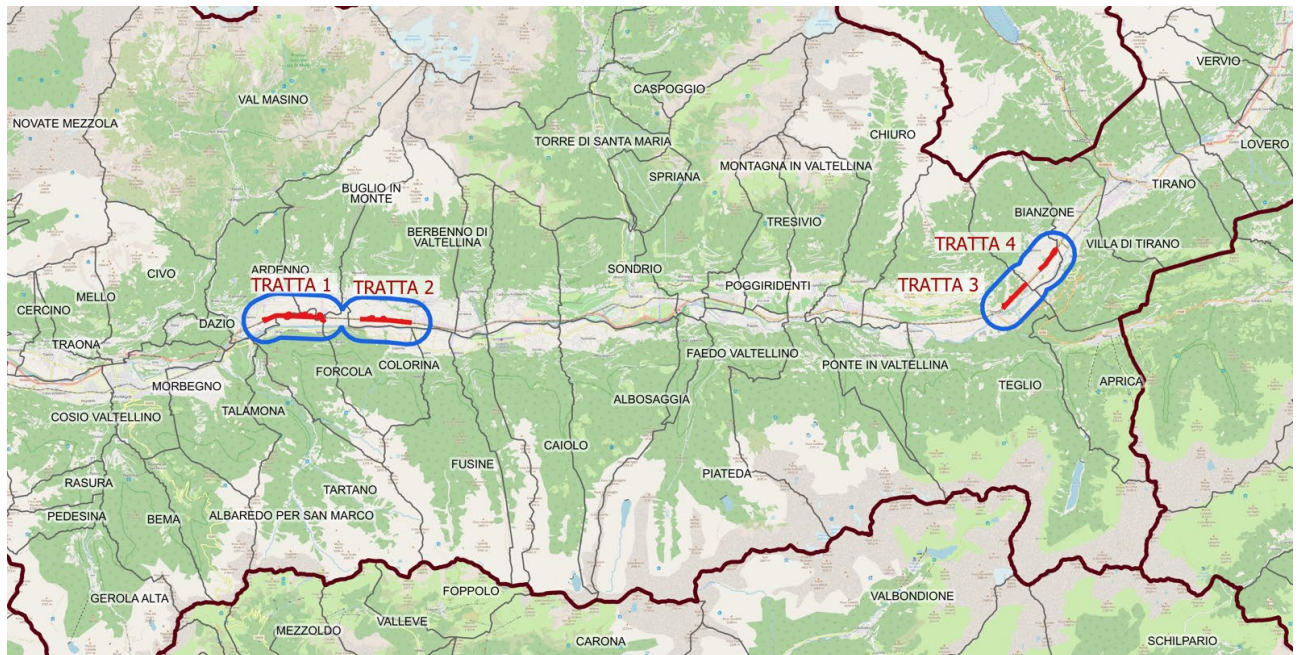 VERVIO
CASPOGGIO
VAL MASINO
NOVATE MEZZOLA
CHIURO
TORRE DI SANTA MARIA
LOVERO
MONTAGNA IN VALTELLINA
SPRIANA
TIRANO
BUGLIO IN
MONTE
BIANZONE
TRESIVIO
BERBENNO DI
VALTELLINA
TRATTA 4
VILLA DI TIRANO
SONDRIO
ARDENNO
CIVO
TRATTA 1
TRATTA 2
POGGIRIDENTI
TRATTA 3
MELLO
CERCINO
DAZIO
TRAONA
FAEDO VALTELLINO
COLORINA
PONTE IN VALTELLINA
FORCOLA
MORBEGNO
TEGLIO
APRICA
ALBOSAGGIA
TALAMONA
COSIO VALTELLINO
CAIOLO
FUSINE
PIATEDA
RASURA
TARTANO
PEDESINA
BEMA
ALBAREDO PER SAN MARCO
FOPPOLO
VALBONDIONE
GEROLA ALTA
VALLEVE
MEZZOLDO
CARONA
SCHILPARIO